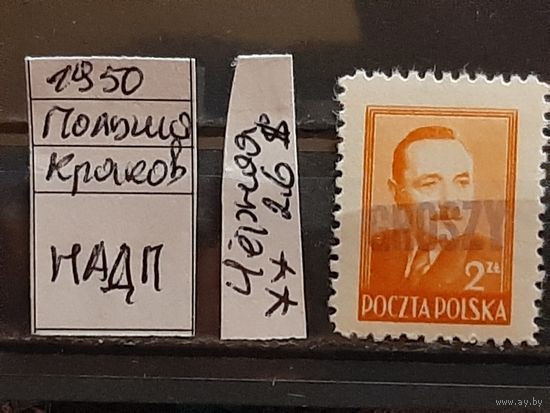 1950
Польша
Краков
НАДП
Чёрная
** 26 $
GROSZY
2 ZŁ
POCZTA POLSKA
www.ay.by